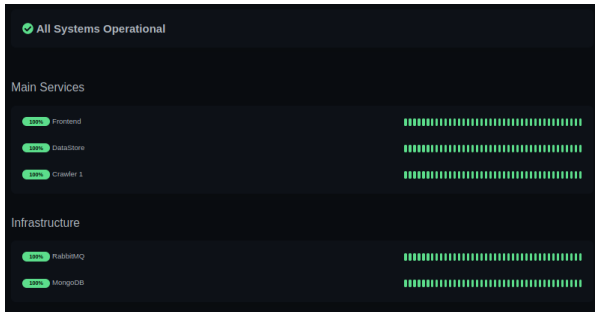 All Systems Operational
Main Services
100% Frontend
100% DataStore
100% Crawler 1
Infrastructure
100% RabbitMQ
100% MongoDB